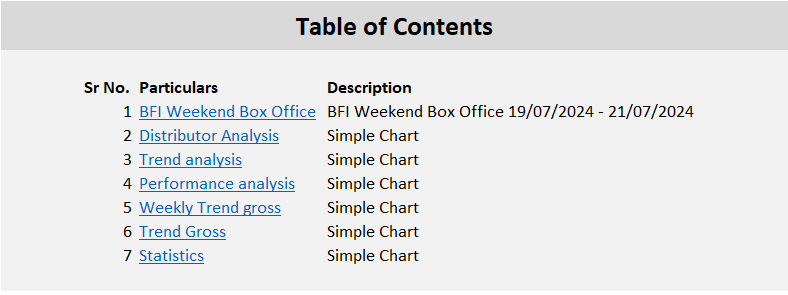 Table of Contents
Sr No. Particulars Description
1 BFI Weekend Box Office BFI Weekend Box Office 19/07/2024 - 21/07/2024
2 Distributor Analysis Simple Chart
3 Trend analysis Simple Chart
4 Performance analysis Simple Chart
5 Weekly Trend gross Simple Chart
6 Trend Gross Simple Chart
7 Statistics Simple Chart